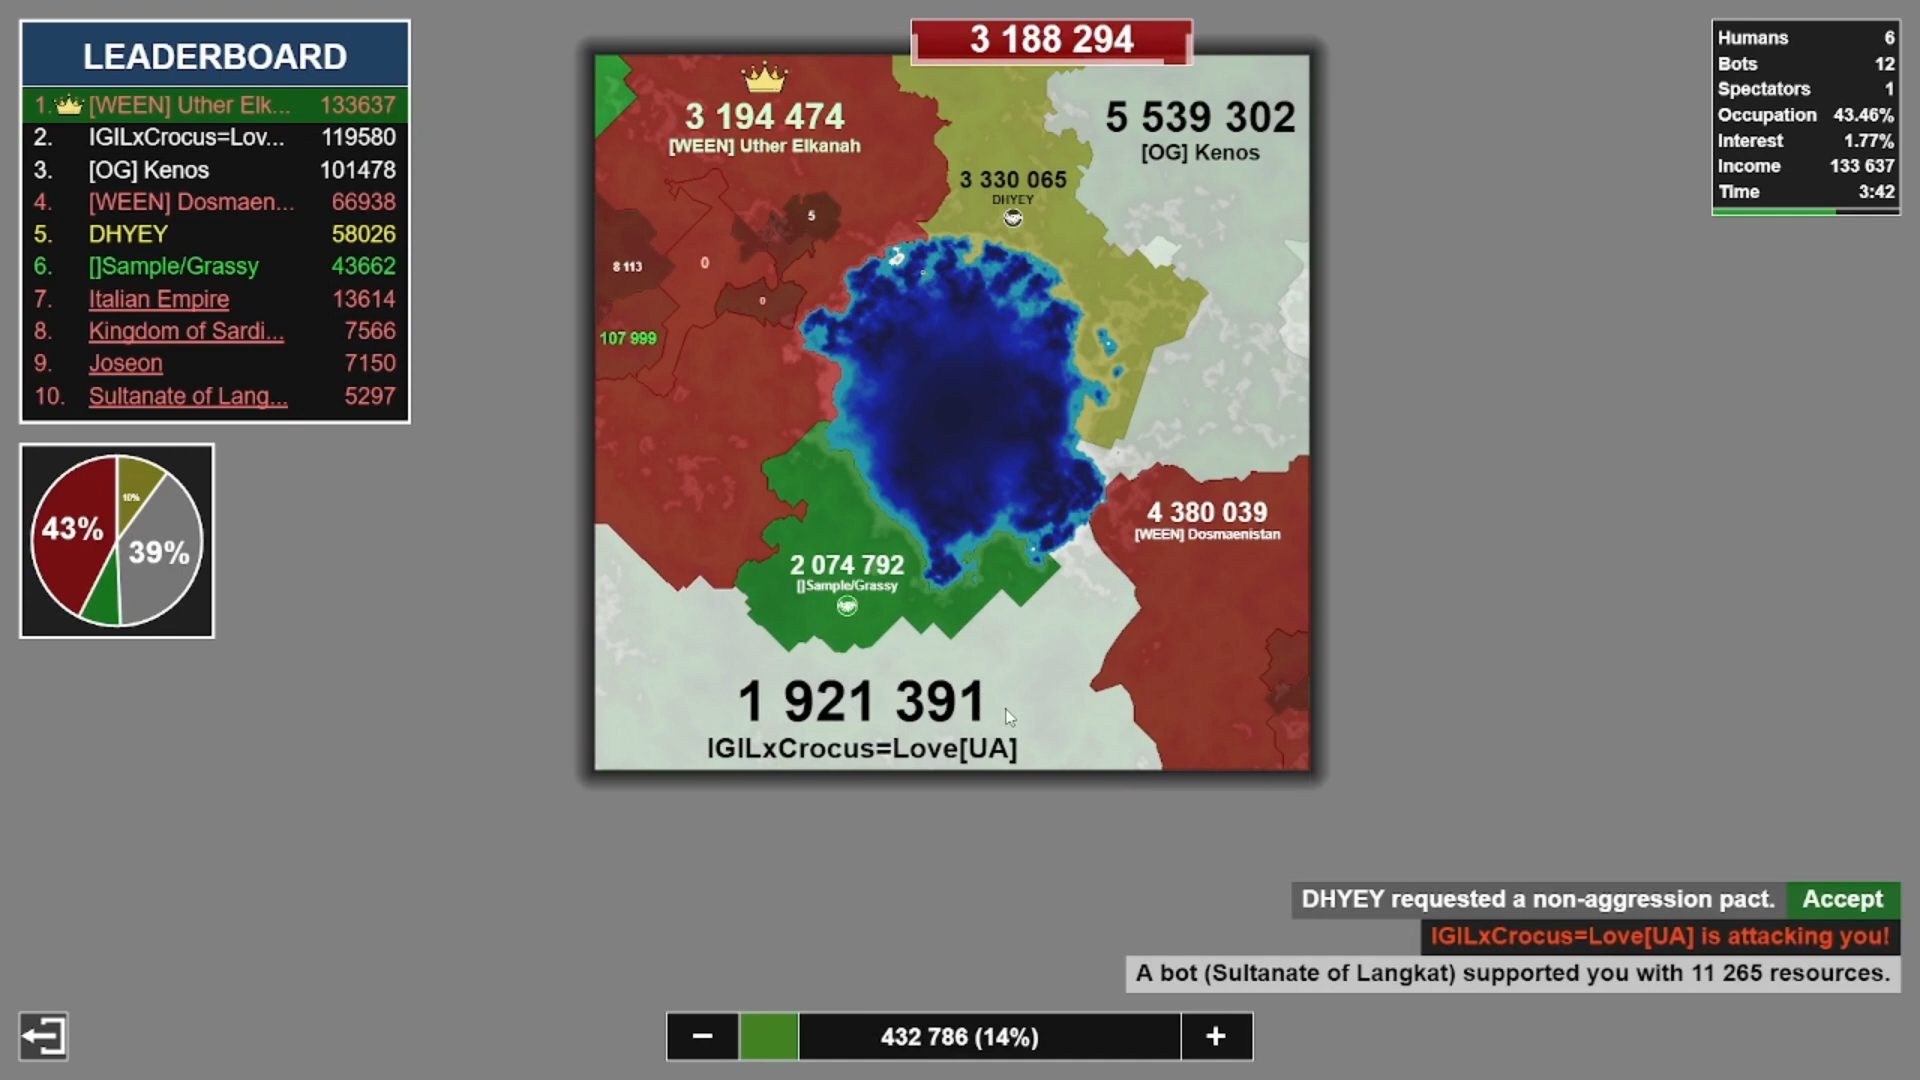 3 188 294
LEADERBOARD
1. [WEEN] Uther Elk... 133637
2. IGILxCrocus=Lov... 119580
3. [OG] Kenos 101478
4. [WEEN] Dosmaen... 66938
5. DHYEY 58026
6. []Sample/Grassy 43662
7. Italian Empire 13614
8. Kingdom of Sardi... 7566
9. Joseon 7150
10. Sultanate of Lang... 5297
Humans 6
Bots 12
Spectators 1
Occupation 43.46%
Interest 1.77%
Income 133 637
Time 3:42
3 194 474
[WEEN] Uther Elkanah
5 539 302
[OG] Kenos
3 330 065
DHYEY
5
8 113
0
0
107 999
10%
43%
39%
4 380 039
[WEEN] Dosmaenistan
2 074 792
[]Sample/Grassy
1 921 391
IGILxCrocus=Love[UA]
DHYEY requested a non-aggression pact. Accept
IGILxCrocus=Love[UA] is attacking you!
A bot (Sultanate of Langkat) supported you with 11 265 resources.
− 432 786 (14%) +